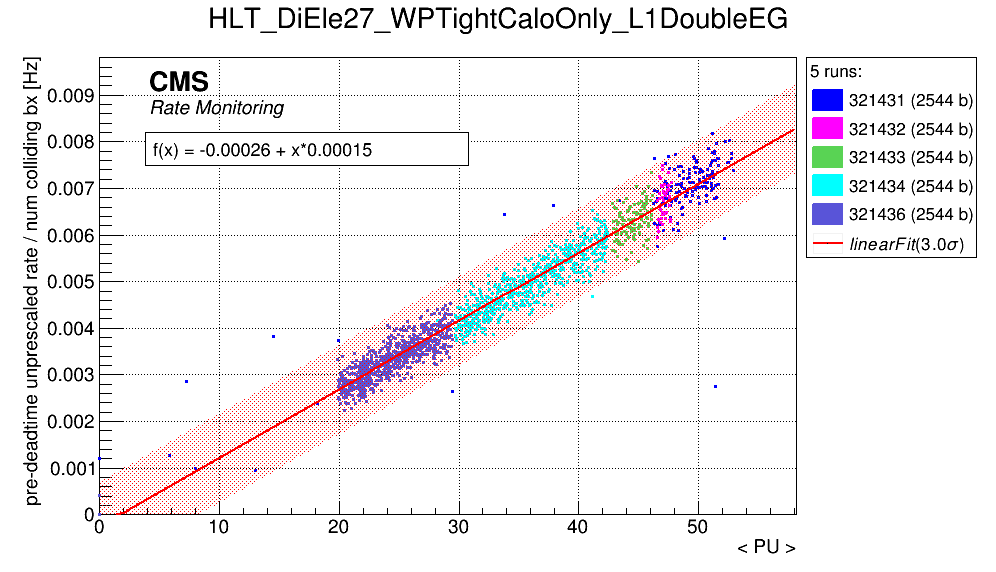 HLT_DiEle27_WPTightCaloOnly_L1DoubleEG
pre-deadtime unprescaled rate / num colliding bx [Hz]
CMS
Rate Monitoring
f(x) = -0.00026 + x*0.00015
0.009
0.008
0.007
0.006
0.005
0.004
0.003
0.002
0.001
0
0 10 20 30 40 50
< PU >
5 runs:
321431 (2544 b)
321432 (2544 b)
321433 (2544 b)
321434 (2544 b)
321436 (2544 b)
linearFit(3.0σ)